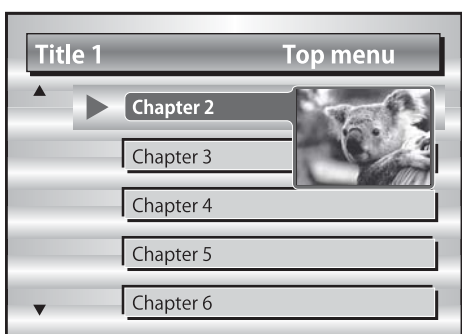 Title 1 Top menu
Chapter 2
Chapter 3
Chapter 4
Chapter 5
Chapter 6